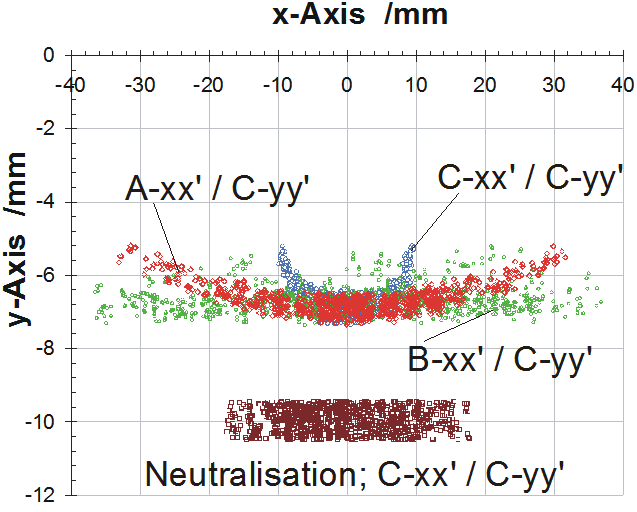 x-Axis /mm
0
-40 -30 -20 -10 0 10 20 30 40
-2
-4
A-xx' / C-yy'
C-xx' / C-yy'
y-Axis /mm
-6
-8
B-xx' / C-yy'
-10
Neutralisation; C-xx' / C-yy'
-12